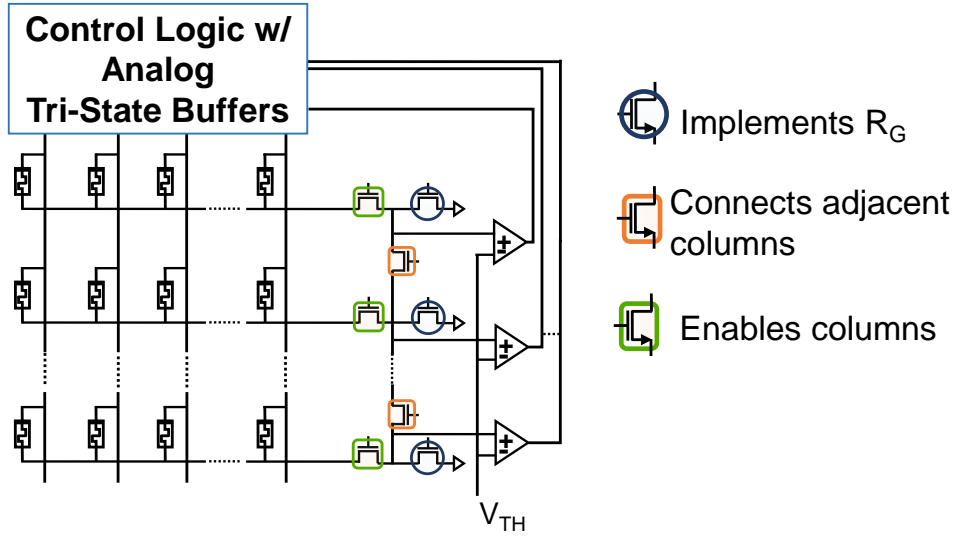 Control Logic w/
Analog
Tri-State Buffers
Implements R_G
Connects adjacent
columns
Enables columns
V_TH